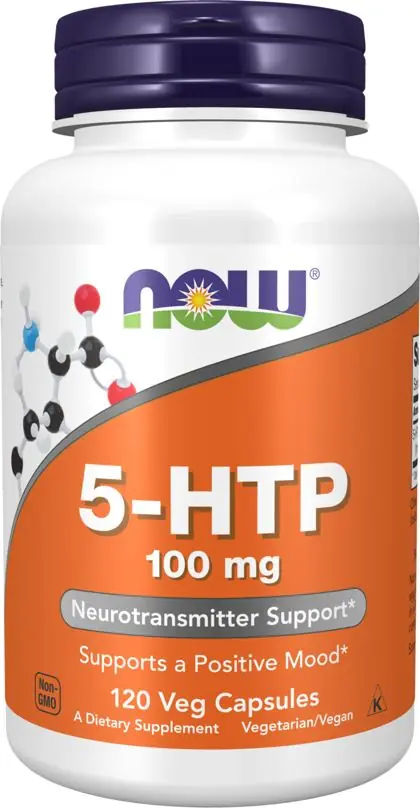 NOW®
5-HTP
100 mg
Neurotransmitter Support*
Supports a Positive Mood*
Non-
GMO
120 Veg Capsules
A Dietary Supplement
Vegetarian/Vegan
K